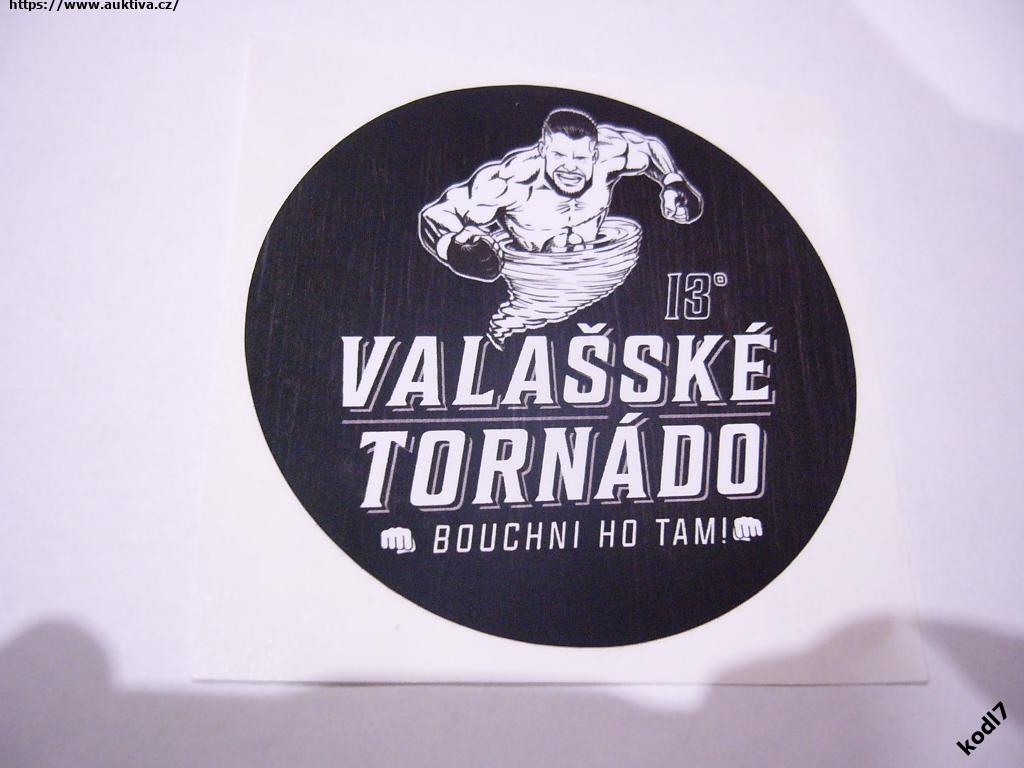 https://www.auktiva.cz/
13°
VALAŠSKÉ
TORNÁDO
BOUCHNI HO TAM!
kodl7